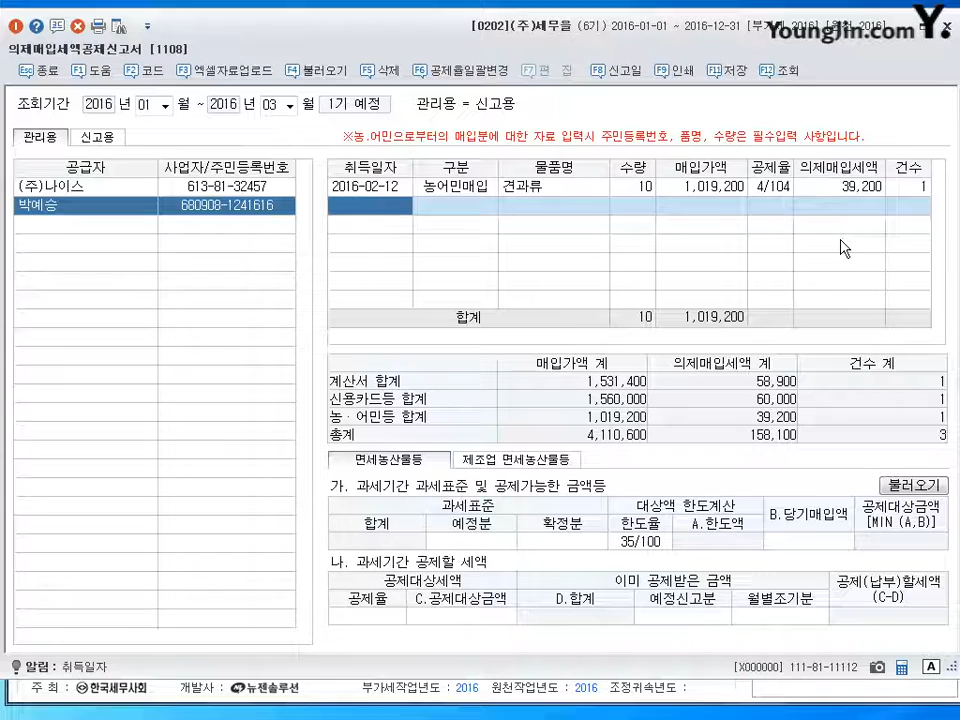 [0202](주)세무을 (6기) 2016-01-01 ~ 2016-12-31 [부가세 2016] [원천 2016]
YoungJin.com Y.
의제매입세액공제신고서 [1108]
Esc 종료 F1 도움 F2 코드 F3 엑셀자료업로드 F4 불러오기 F5 삭제 F6 공제율일괄변경 F7 편 집 F8 신고일 F9 인쇄 F11 저장 F12 조회
조회기간 2016 년 01 월 ~ 2016 년 03 월 1기 예정 관리용 = 신고용
관리용 신고용 ※농.어민으로부터의 매입분에 대한 자료 입력시 주민등록번호, 품명, 수량은 필수입력 사항입니다.
공급자 사업자/주민등록번호 취득일자 구분 물품명 수량 매입가액 공제율 의제매입세액 건수
(주)나이스 613-81-32457 2016-02-12 농어민매입 견과류 10 1,019,200 4/104 39,200 1
박예승 680908-1241616
합계 10 1,019,200
매입가액 계 의제매입세액 계 건수 계
계산서 합계 1,531,400 58,900 1
신용카드등 합계 1,560,000 60,000 1
농·어민등 합계 1,019,200 39,200 1
총계 4,110,600 158,100 3
면세농산물등 제조업 면세농산물등
가. 과세기간 과세표준 및 공제가능한 금액등 불러오기
과세표준 대상액 한도계산 B.당기매입액 공제대상금액
합계 예정분 확정분 한도율 A.한도액 [MIN (A,B)]
35/100
나. 과세기간 공제할 세액
공제대상세액 이미 공제받은 금액 공제(납부)할세액
공제율 C.공제대상금액 D.합계 예정신고분 월별조기분 (C-D)
알림 : 취득일자 [X000000] 111-81-11112 A
주 최 : 한국세무사회 개발사 : 뉴젠솔루션 부가세작업년도 : 2016 원천작업년도 : 2016 조정귀속년도 :